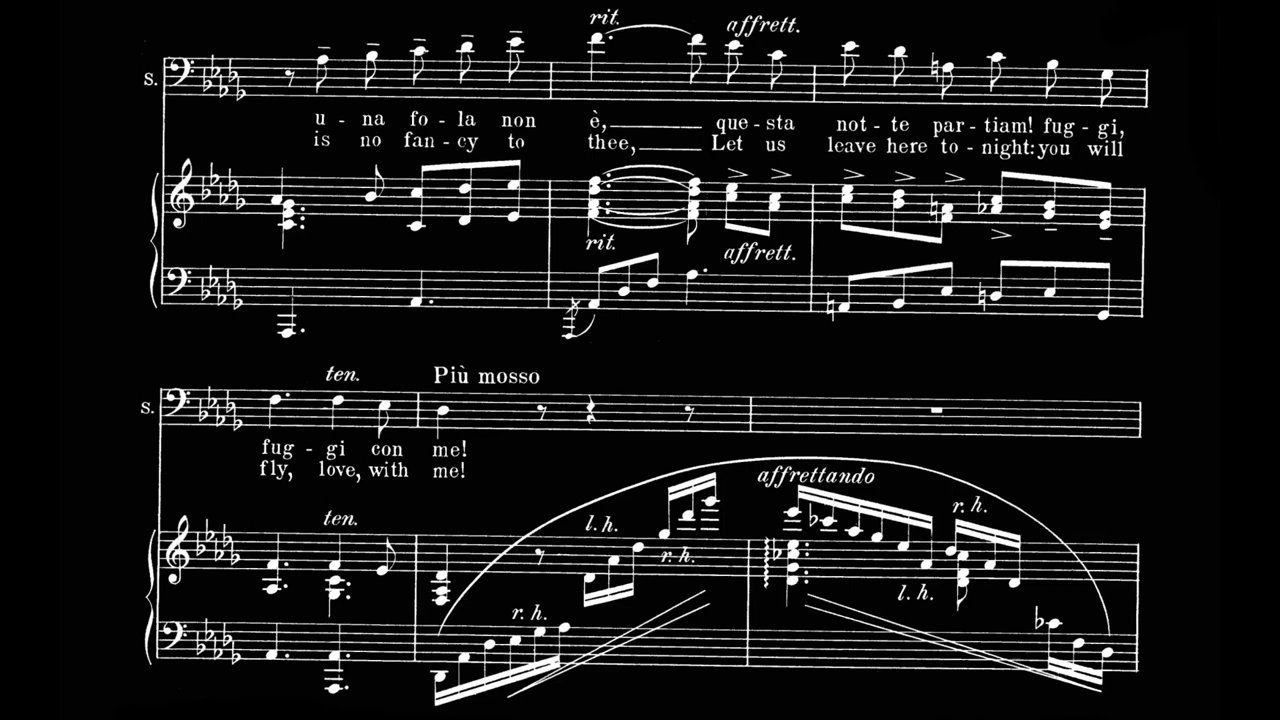 rit. affrett.
S.
u - na fo - la non è, que - sta not - te par - tiam! fug - gi,
is no fan - cy to thee, Let us leave here to - night: you will
rit. affrett.
ten. Più mosso
S.
fug - gi con me!
fly, love, with me!
affrettando
ten. l.h. r.h. r.h.
r.h. l.h.